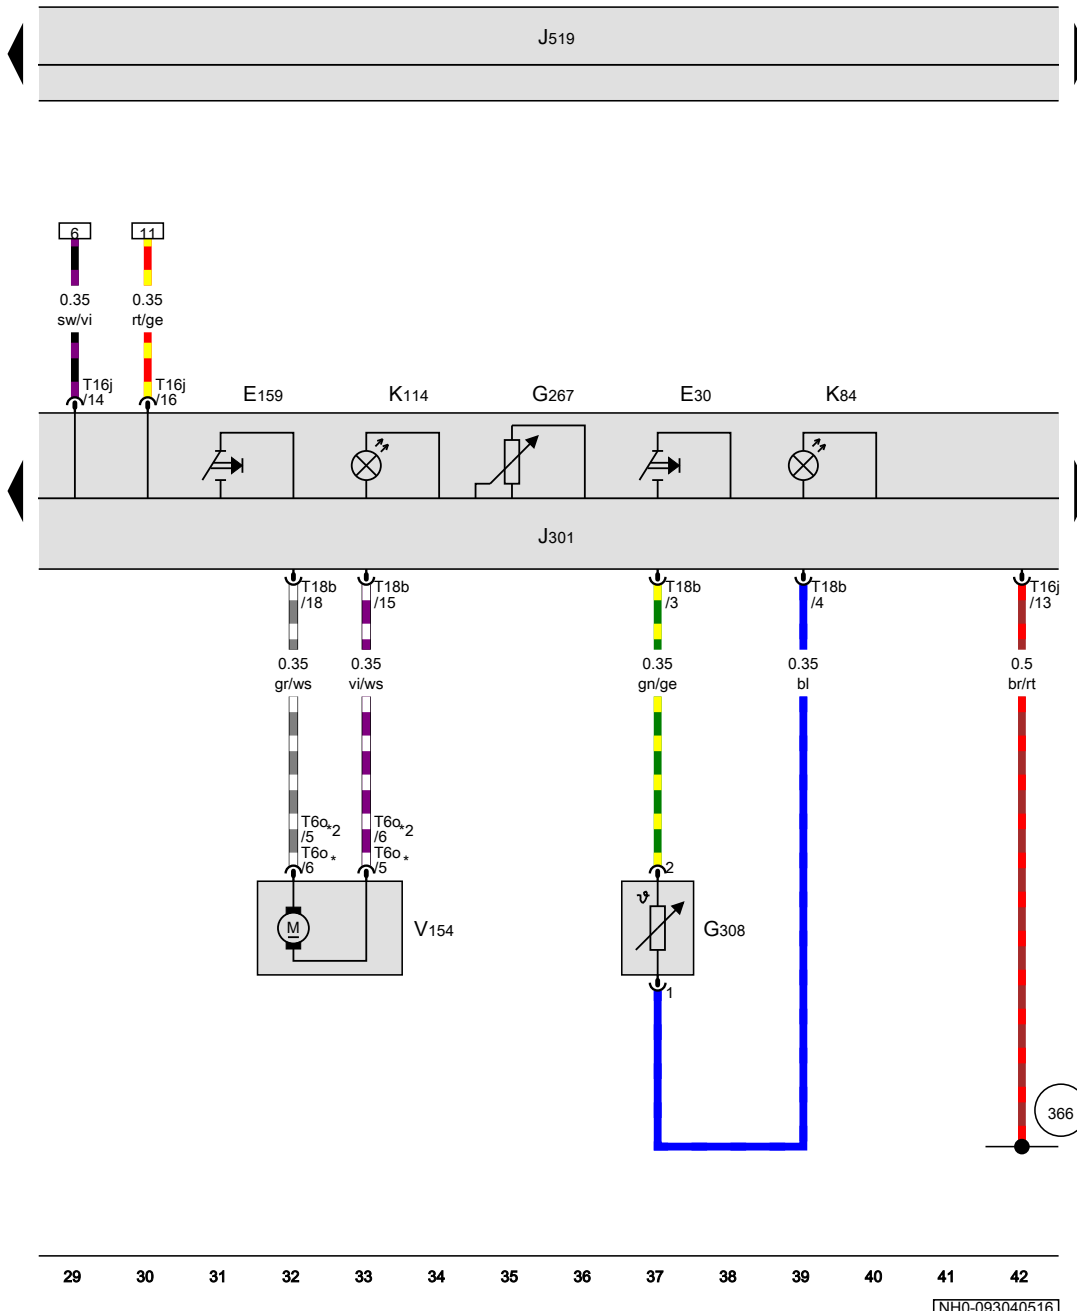 J519
6 11
0.35 0.35
sw/vi rt/ge
T16j T16j
/14 /16
E159 K114 G267 E30 K84
J301
T18b T18b T18b T18b T16j
/18 /15 /3 /4 /13
0.35 0.35 0.35 0.35 0.5
gr/ws vi/ws gn/ge bl br/rt
T6o*2 T6o*2
/5 /6
T6o* T6o*
/6 /5 2
ϑ
M V154 G308
1
366
29 30 31 32 33 34 35 36 37 38 39 40 41 42
NH0-093040516